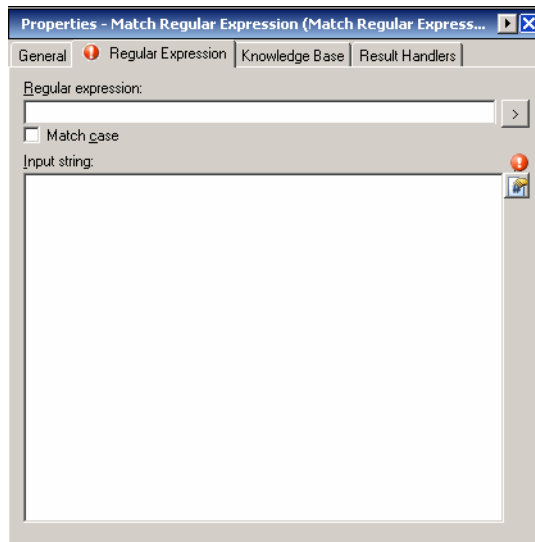 Properties - Match Regular Expression (Match Regular Express...
General Regular Expression Knowledge Base Result Handlers
Regular expression:
>
Match case
Input string: